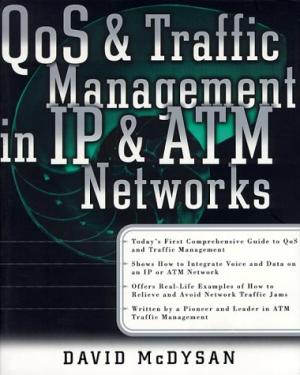 QoS & Traffic
Management
in IP & ATM
Networks
Today's First Comprehensive Guide to QoS
and Traffic Management
Shows How to Integrate Voice and Data on
an IP or ATM Network
Offers Real-Life Examples of How to
Relieve and Avoid Network Traffic Jams
Written by a Pioneer and Leader in ATM
Traffic Management
DAVID McDYSAN